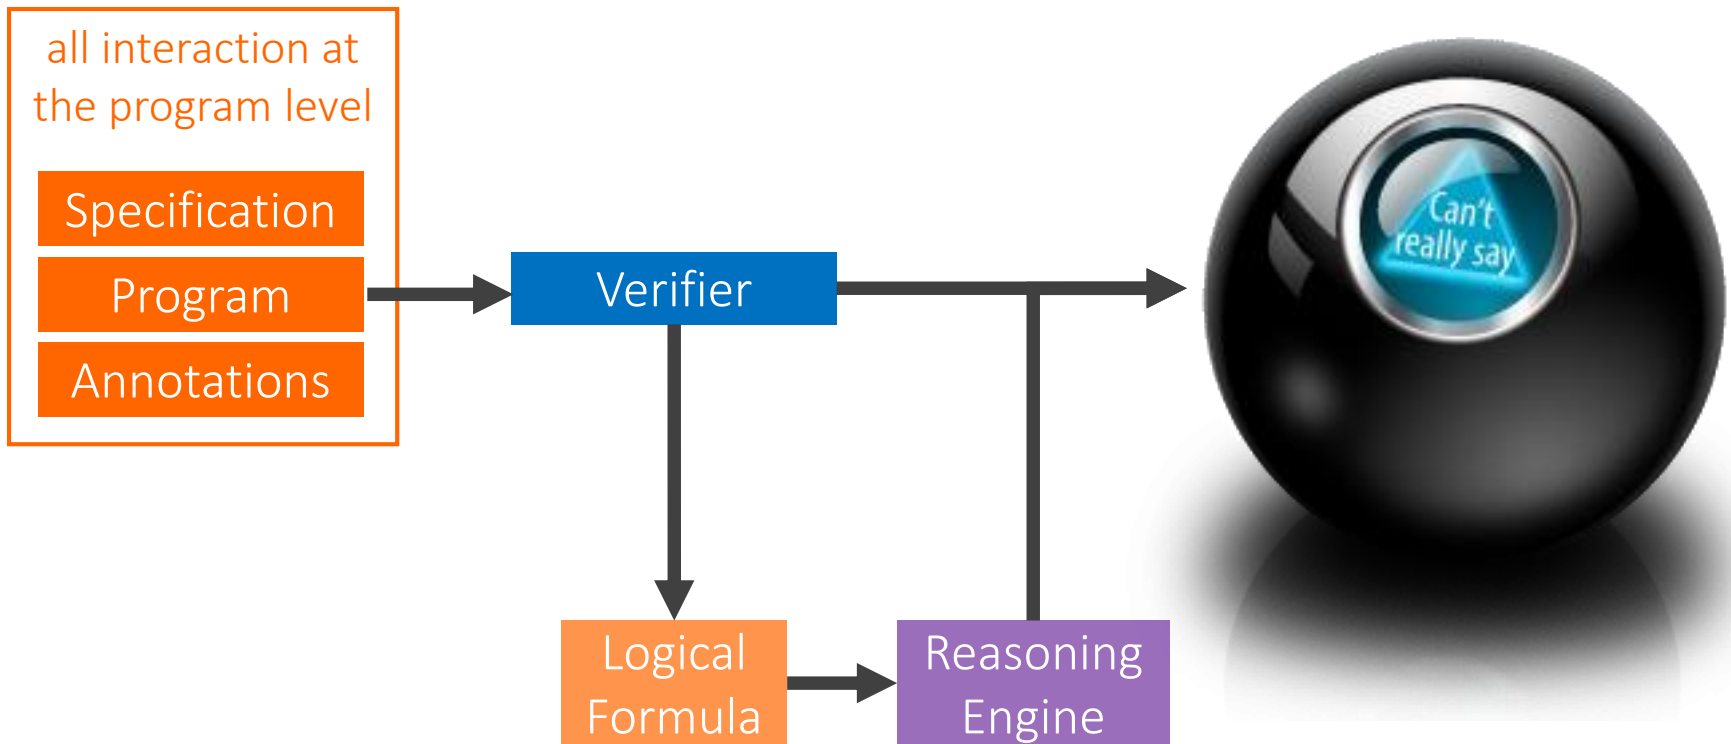 all interaction at
the program level
Specification
Program
Annotations
Verifier
Logical
Formula
Reasoning
Engine
Can't
really say